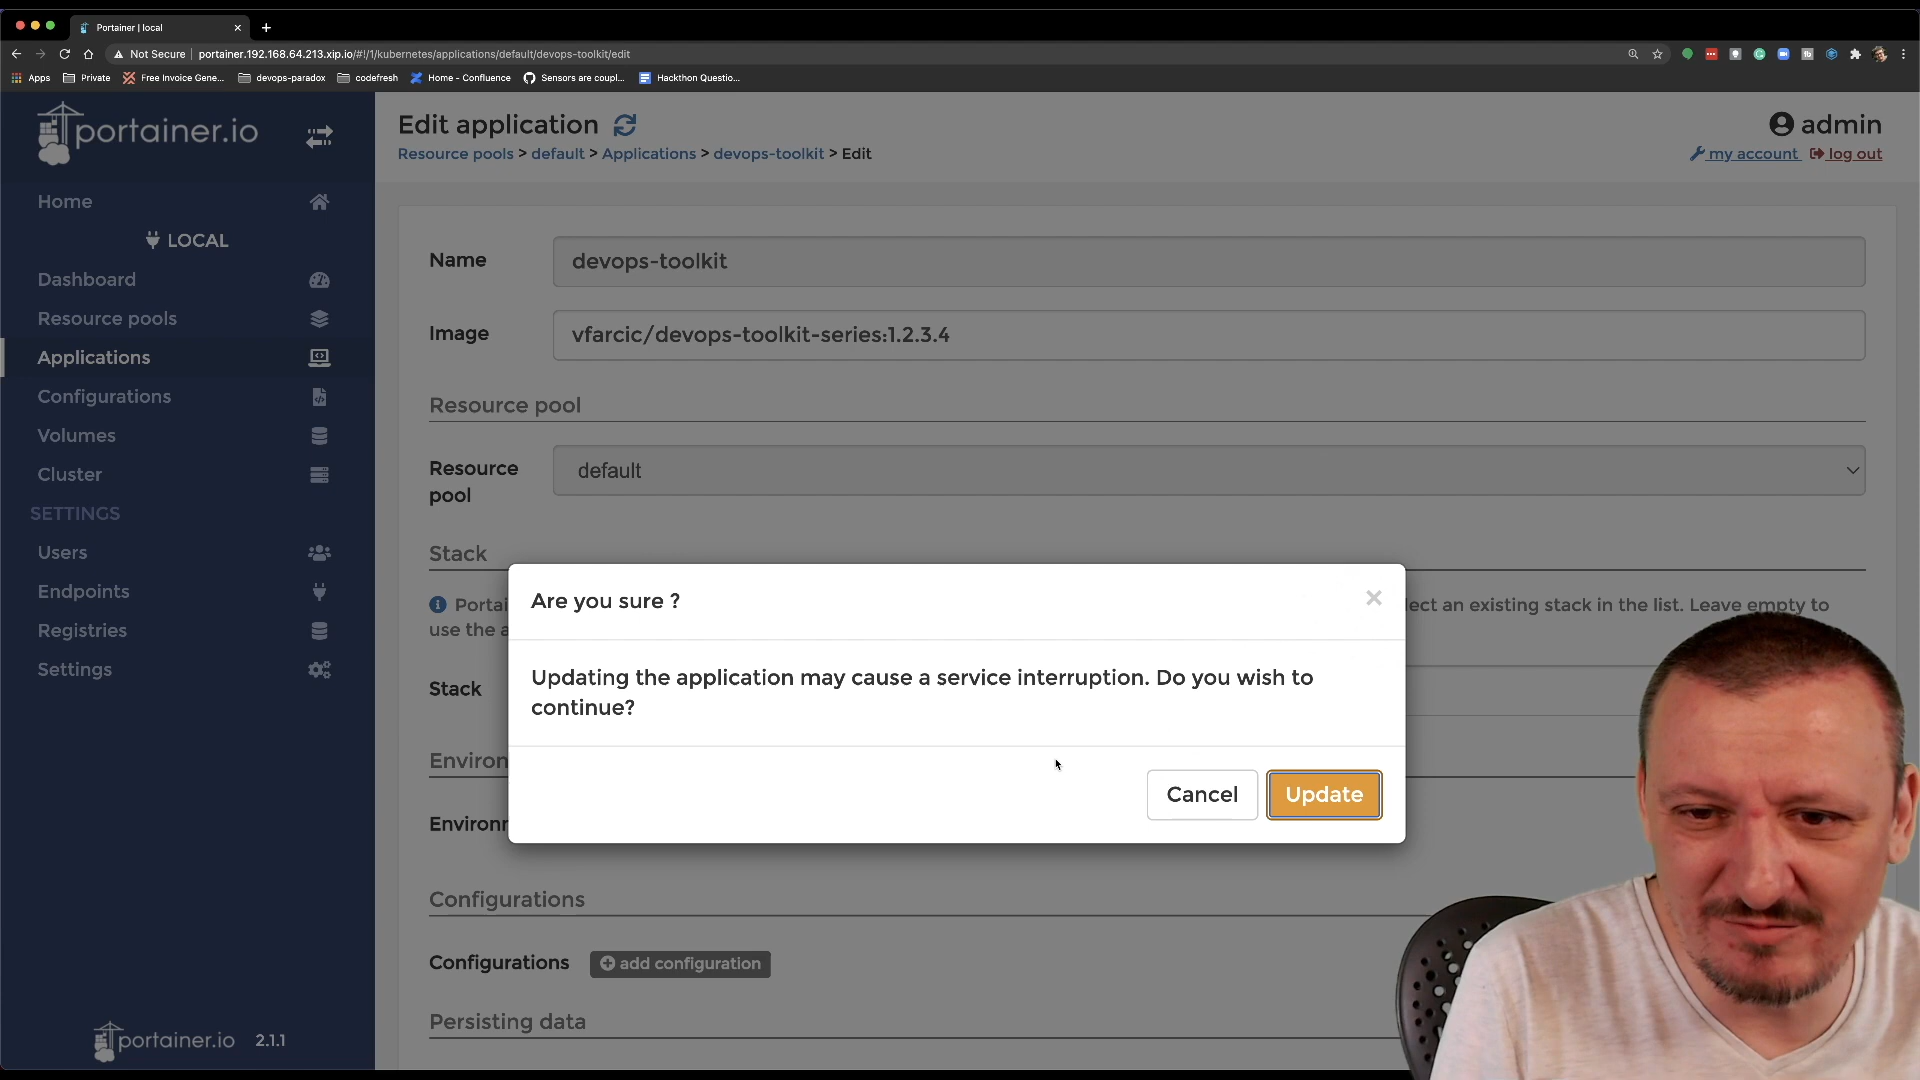 Portainer | local
Not Secure
portainer.192.168.64.213.xip.io/#!/1/kubernetes/applications/default/devops-toolkit/edit
Apps
Private
Free Invoice Gene...
devops-paradox
codefresh
Home - Confluence
Sensors are coupl...
Hackthon Questio...
portainer.io
Home
LOCAL
Dashboard
Resource pools
Applications
Configurations
Volumes
Cluster
SETTINGS
Users
Endpoints
Registries
Settings
portainer.io 2.1.1
Edit application
admin
Resource pools > default > Applications > devops-toolkit > Edit
my account log out
Name devops-toolkit
Image vfarcic/devops-toolkit-series:1.2.3.4
Resource pool
Resource
pool
default
Stack
Portai
lect an existing stack in the list. Leave empty to
use the a
Stack
Environ
Environn
Are you sure ?
×
Updating the application may cause a service interruption. Do you wish to
continue?
Cancel Update
Configurations
Configurations add configuration
Persisting data